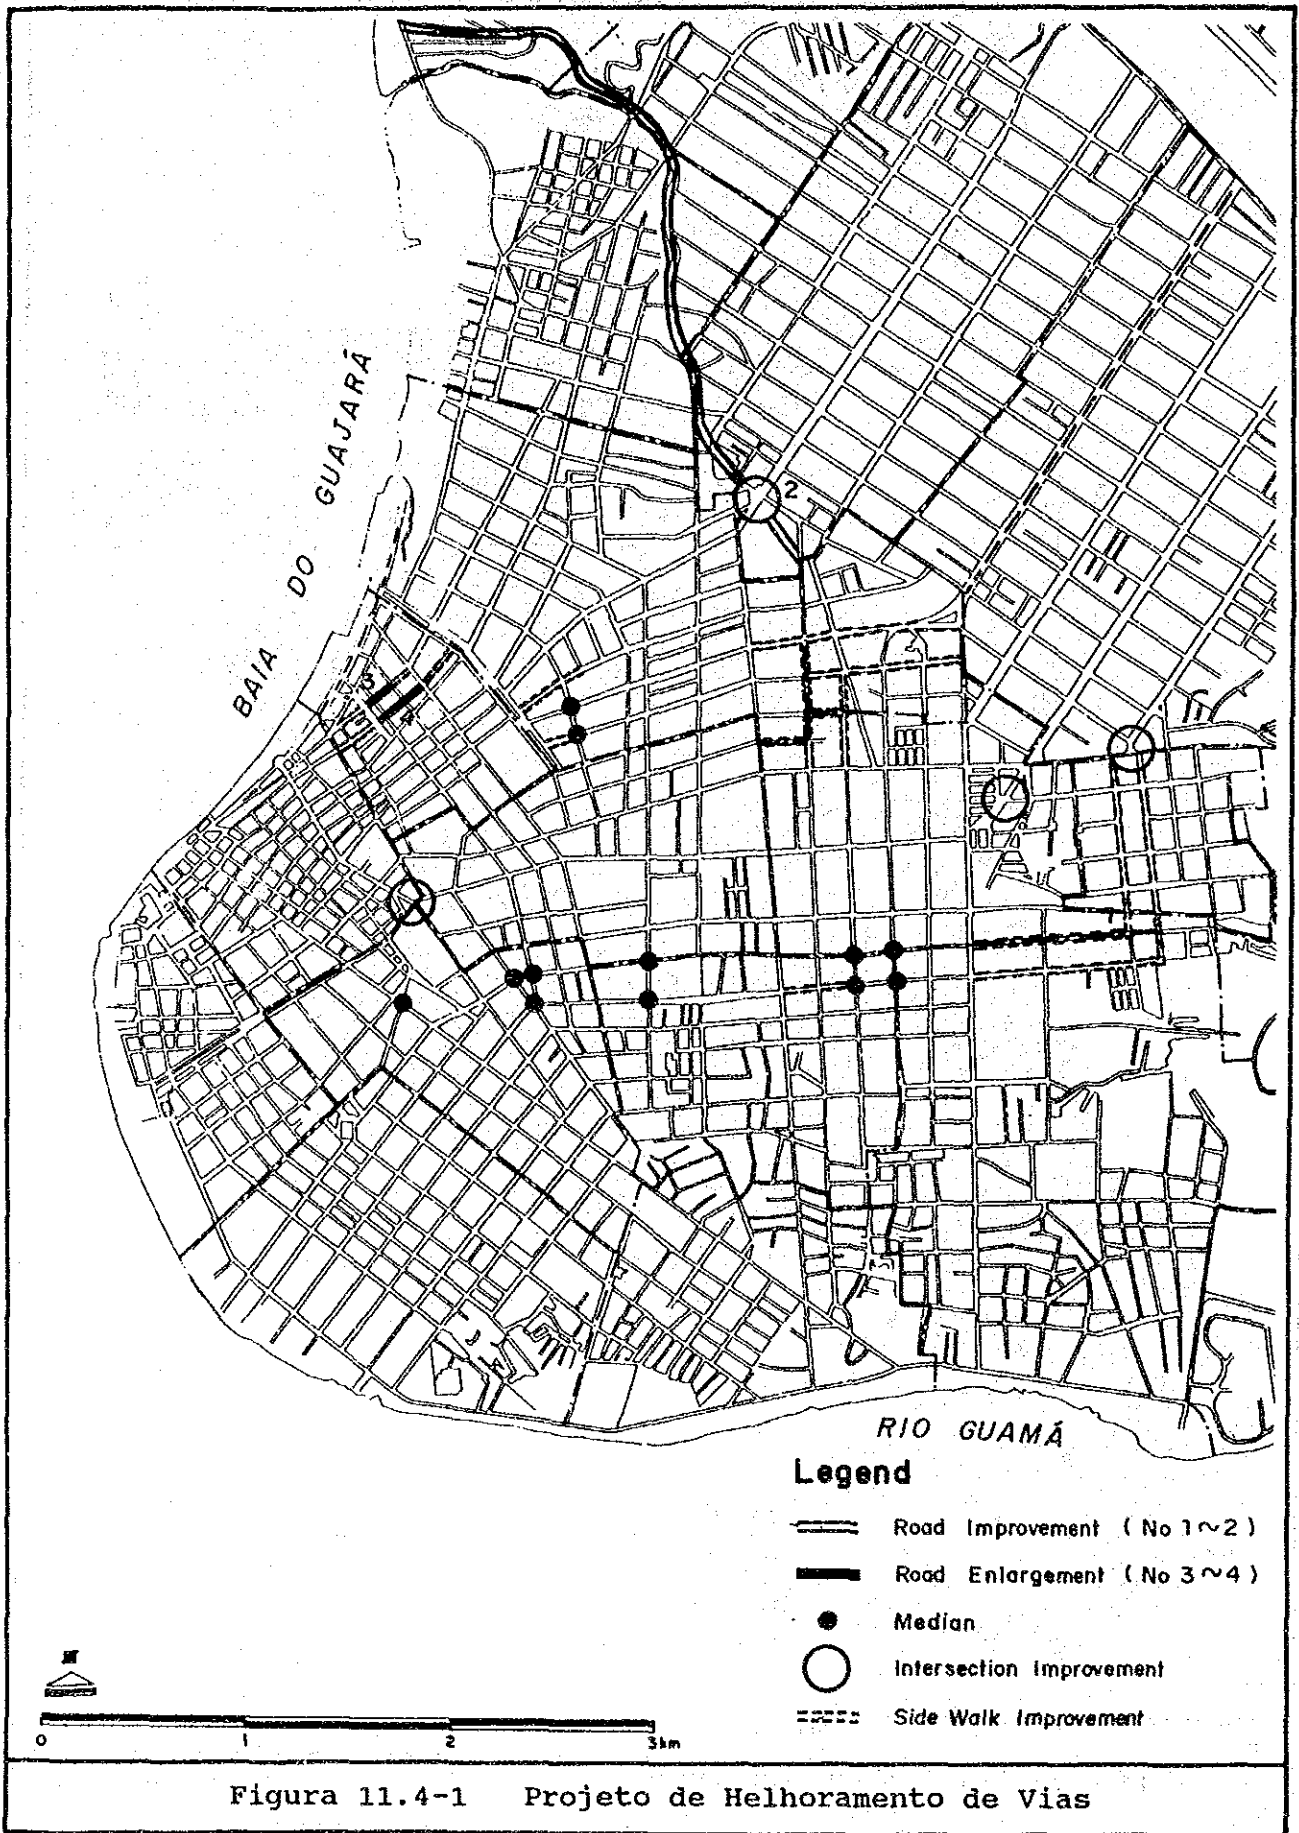 BAIA DO GUAJARÁ
2
3
4
RIO GUAMÁ
Legend
Road Improvement ( No 1~2 )
Road Enlargement ( No 3~4 )
Median
Intersection Improvement
Side Walk Improvement
N
0 1 2 3km
Figura 11.4-1 Projeto de Helhoramento de Vias